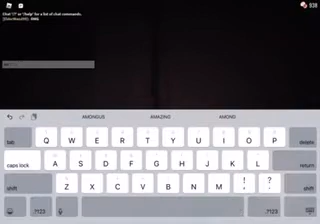 Chat '/?' or '/help' for a list of chat commands.
AMONGUS AMAZING AMONG
tab Q W E R T Y U I O P delete
caps lock A S D F G H J K L return
shift Z X C V B N M ! , ? . shift
.?123 .?123